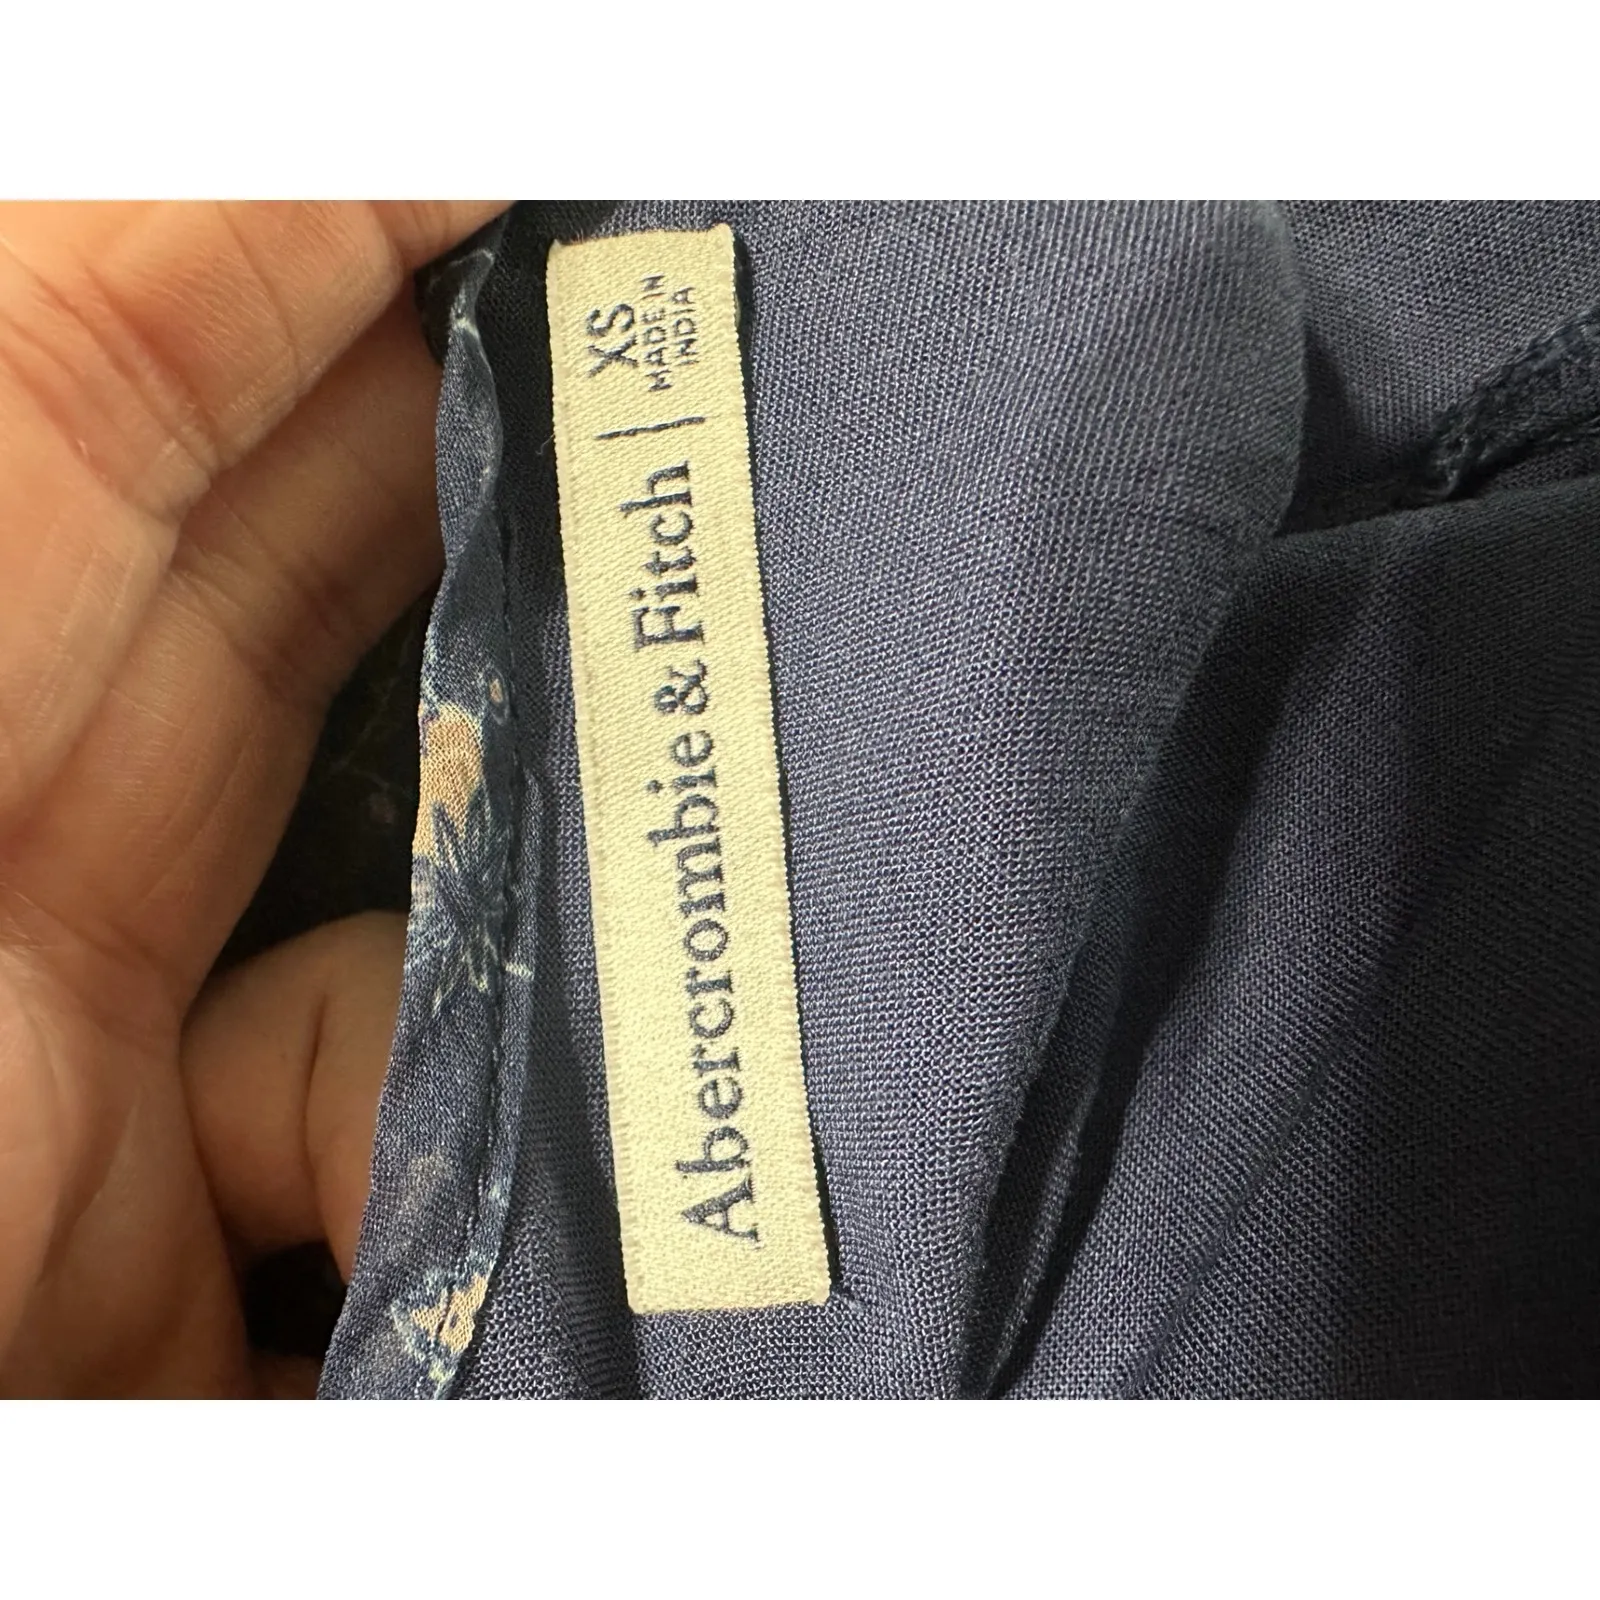 Abercrombie & Fitch |
XS
MADE IN
INDIA